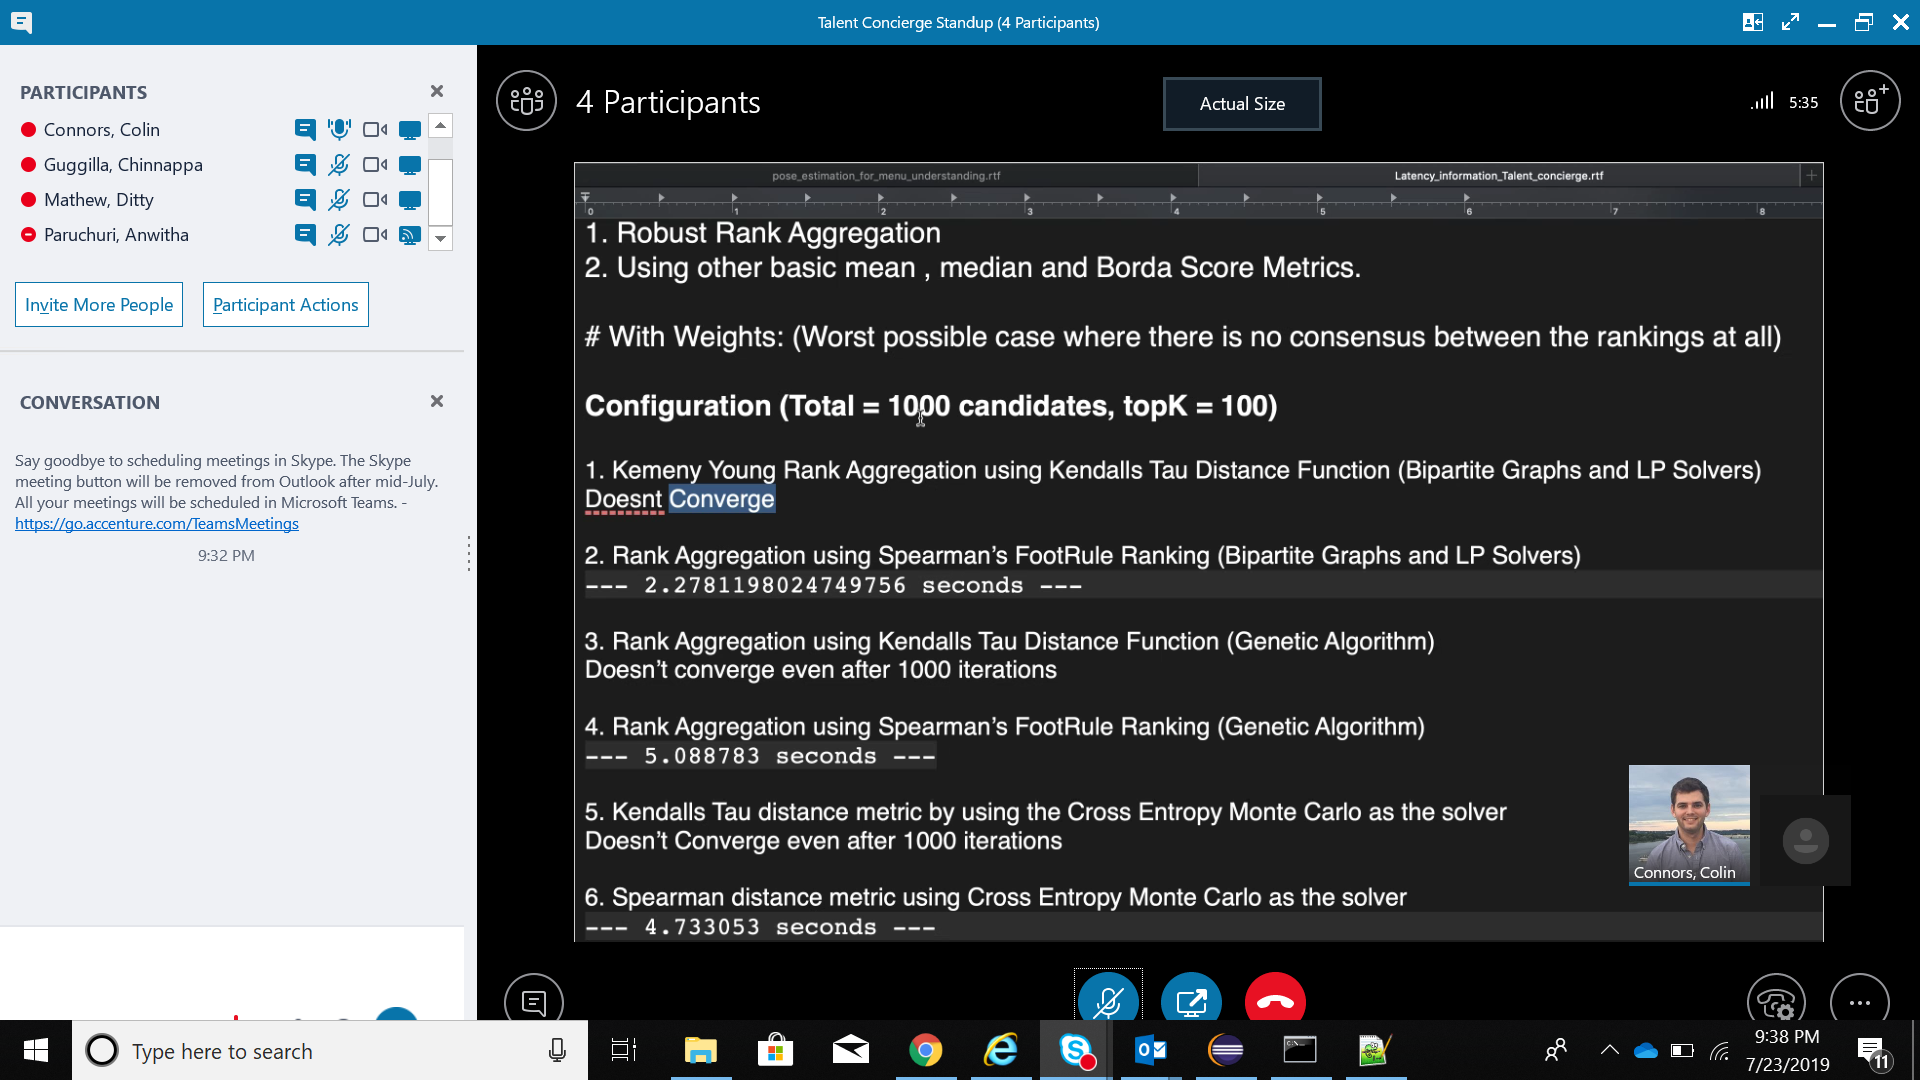 Talent Concierge Standup (4 Participants)
PARTICIPANTS
Connors, Colin
Guggilla, Chinnappa
Mathew, Ditty
Paruchuri, Anwitha
Invite More People
Participant Actions
CONVERSATION
Say goodbye to scheduling meetings in Skype. The Skype
meeting button will be removed from Outlook after mid-July.
All your meetings will be scheduled in Microsoft Teams. -
https://go.accenture.com/TeamsMeetings
9:32 PM
4 Participants
Actual Size
5:35
pose_estimation_for_menu_understanding.rtf
Latency_information_Talent_concierge.rtf
0 1 2 3 4 5 6 7 8
1. Robust Rank Aggregation
2. Using other basic mean , median and Borda Score Metrics.
# With Weights: (Worst possible case where there is no consensus between the rankings at all)
Configuration (Total = 1000 candidates, topK = 100)
1. Kemeny Young Rank Aggregation using Kendalls Tau Distance Function (Bipartite Graphs and LP Solvers)
Doesnt Converge
2. Rank Aggregation using Spearman’s FootRule Ranking (Bipartite Graphs and LP Solvers)
--- 2.2781198024749756 seconds ---
3. Rank Aggregation using Kendalls Tau Distance Function (Genetic Algorithm)
Doesn’t converge even after 1000 iterations
4. Rank Aggregation using Spearman’s FootRule Ranking (Genetic Algorithm)
--- 5.088783 seconds ---
5. Kendalls Tau distance metric by using the Cross Entropy Monte Carlo as the solver
Doesn’t Converge even after 1000 iterations
6. Spearman distance metric using Cross Entropy Monte Carlo as the solver
--- 4.733053 seconds ---
Connors, Colin
Type here to search
9:38 PM
7/23/2019
11